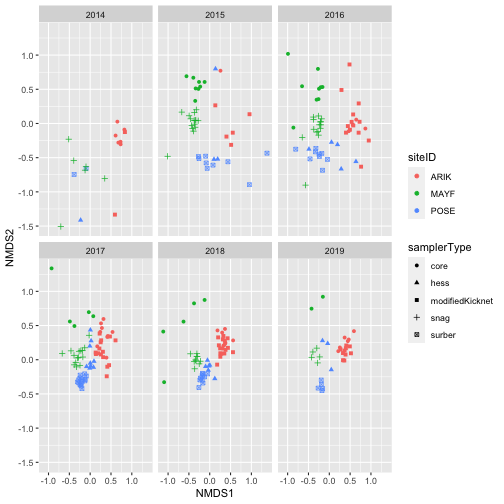 2014 2015 2016
1.0
0.5
0.0
-0.5
-1.0
-1.5
NMDS2
2017 2018 2019
1.0
0.5
0.0
-0.5
-1.0
-1.5
-1.0 -0.5 0.0 0.5 1.0 -1.0 -0.5 0.0 0.5 1.0 -1.0 -0.5 0.0 0.5 1.0
NMDS1
siteID
ARIK
MAYF
POSE
samplerType
core
hess
modifiedKicknet
snag
surber